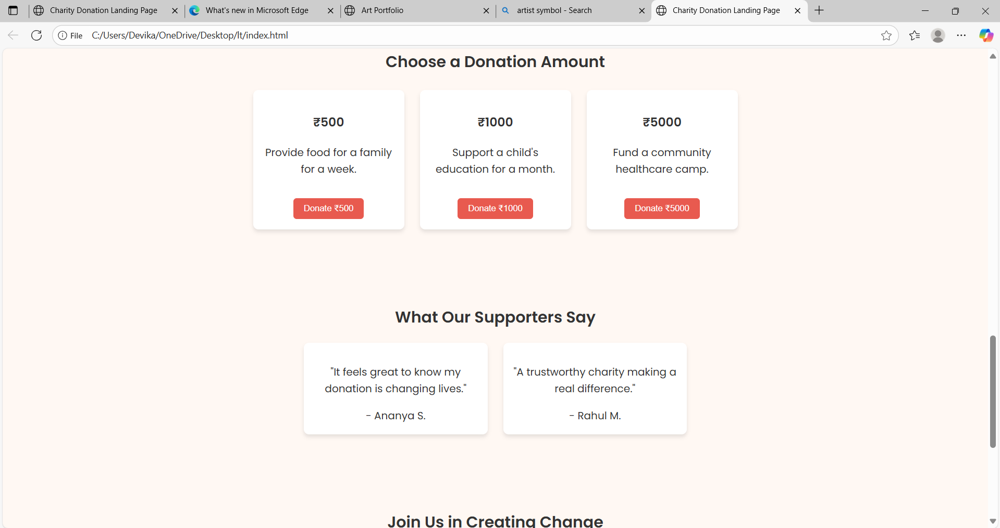 Charity Donation Landing Page
What's new in Microsoft Edge
Art Portfolio
artist symbol - Search
Charity Donation Landing Page
File C:/Users/Devika/OneDrive/Desktop/lt/index.html
Choose a Donation Amount
₹500
Provide food for a family
for a week.
Donate ₹500
₹1000
Support a child's
education for a month.
Donate ₹1000
₹5000
Fund a community
healthcare camp.
Donate ₹5000
What Our Supporters Say
"It feels great to know my
donation is changing lives."
- Ananya S.
"A trustworthy charity making a
real difference."
- Rahul M.
Join Us in Creating Change